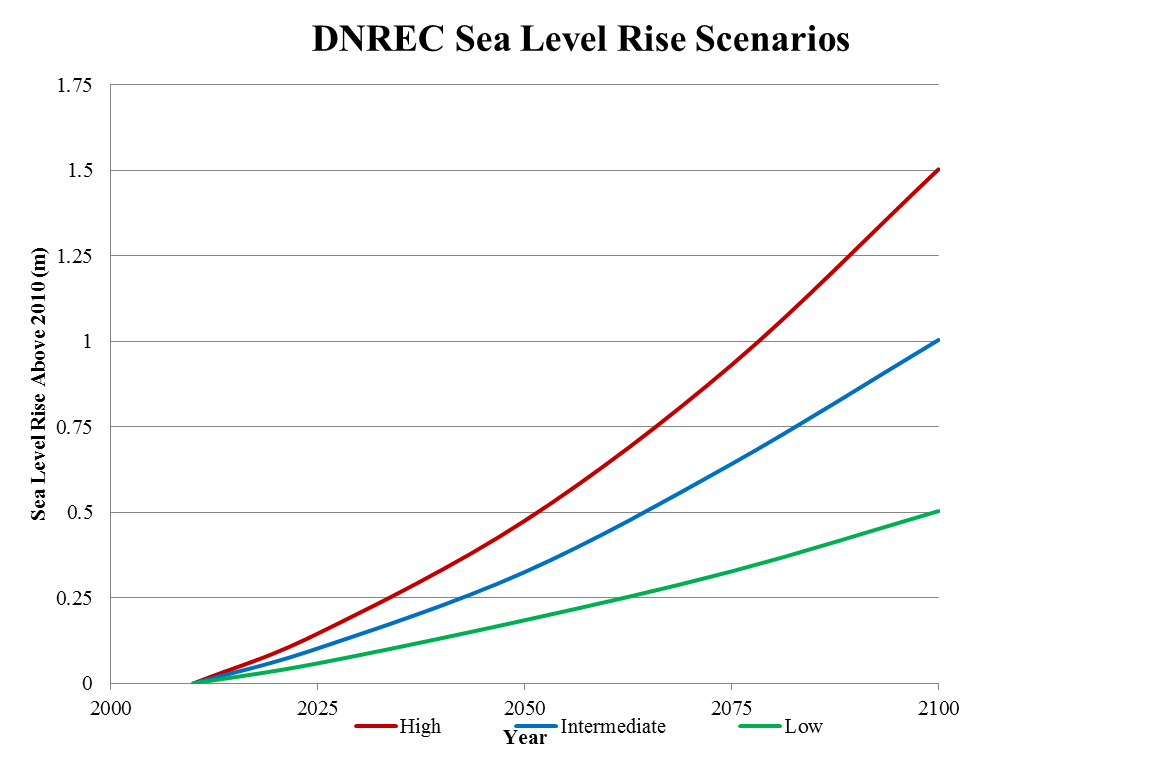 DNREC Sea Level Rise Scenarios
Sea Level Rise Above 2010 (m)
1.75
1.5
1.25
1
0.75
0.5
0.25
0
2000 2025 2050 2075 2100
High Intermediate Low
Year